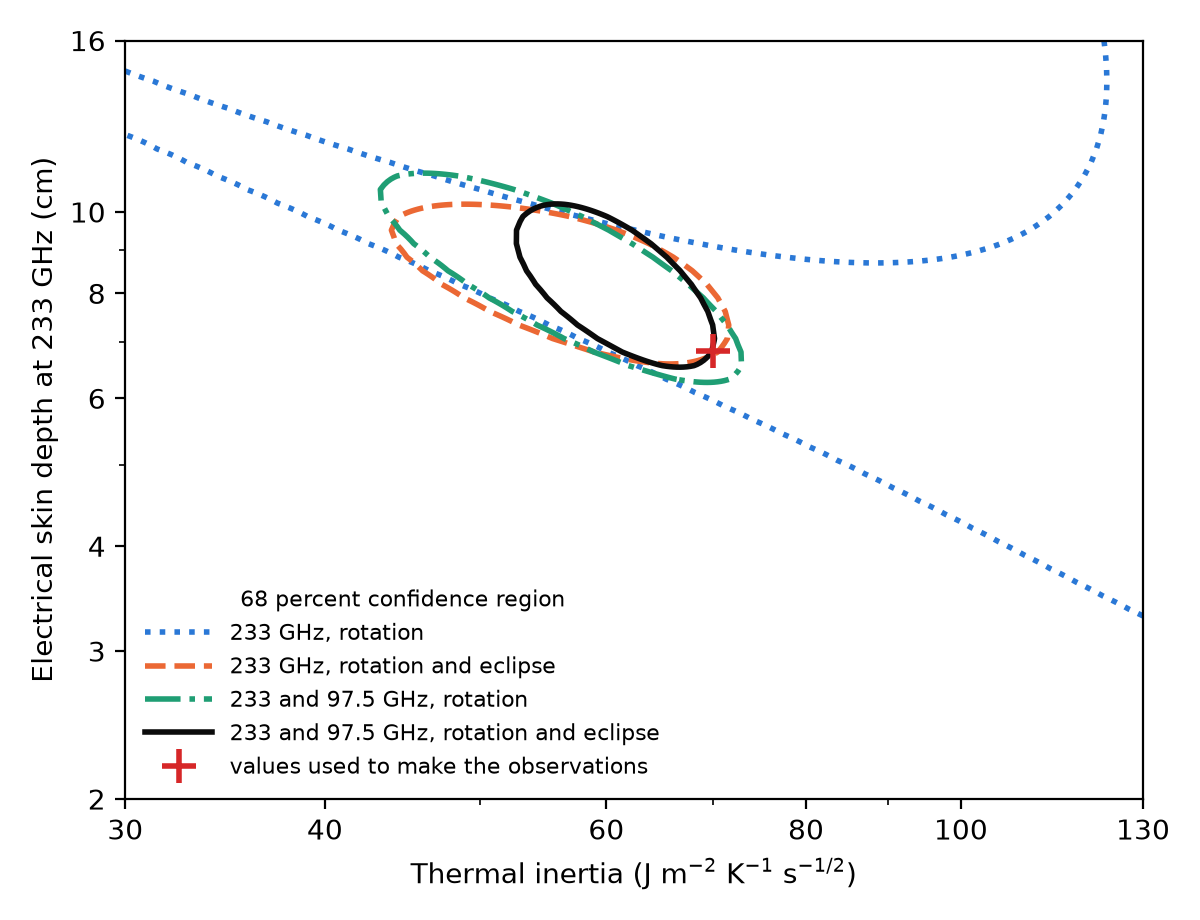 16
10
8
6
4
3
2
Electrical skin depth at 233 GHz (cm)
68 percent confidence region
233 GHz, rotation
233 GHz, rotation and eclipse
233 and 97.5 GHz, rotation
233 and 97.5 GHz, rotation and eclipse
values used to make the observations
30 40 60 80 100 130
Thermal inertia (J m⁻² K⁻¹ s⁻¹ᐟ²)